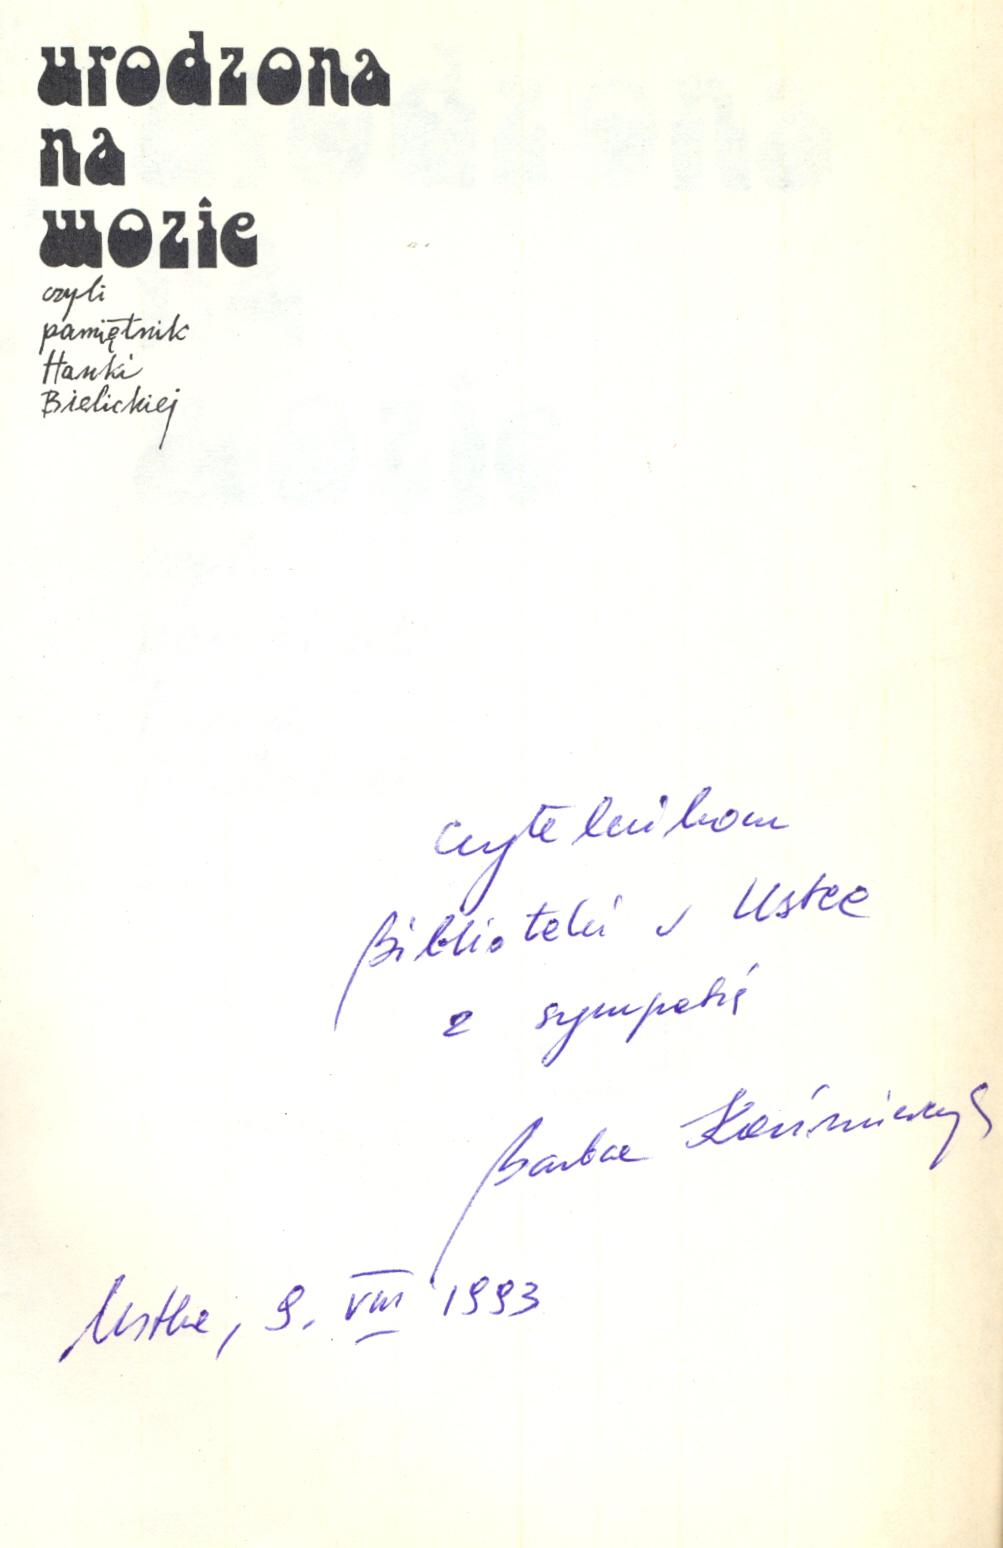 urodzona
na
wozie
czyli
pamiętnik
Hanki
Bielickiej
Czytelnikom
Biblioteki w Ustce
z sympatią
Ustka, 9. VIII 1993